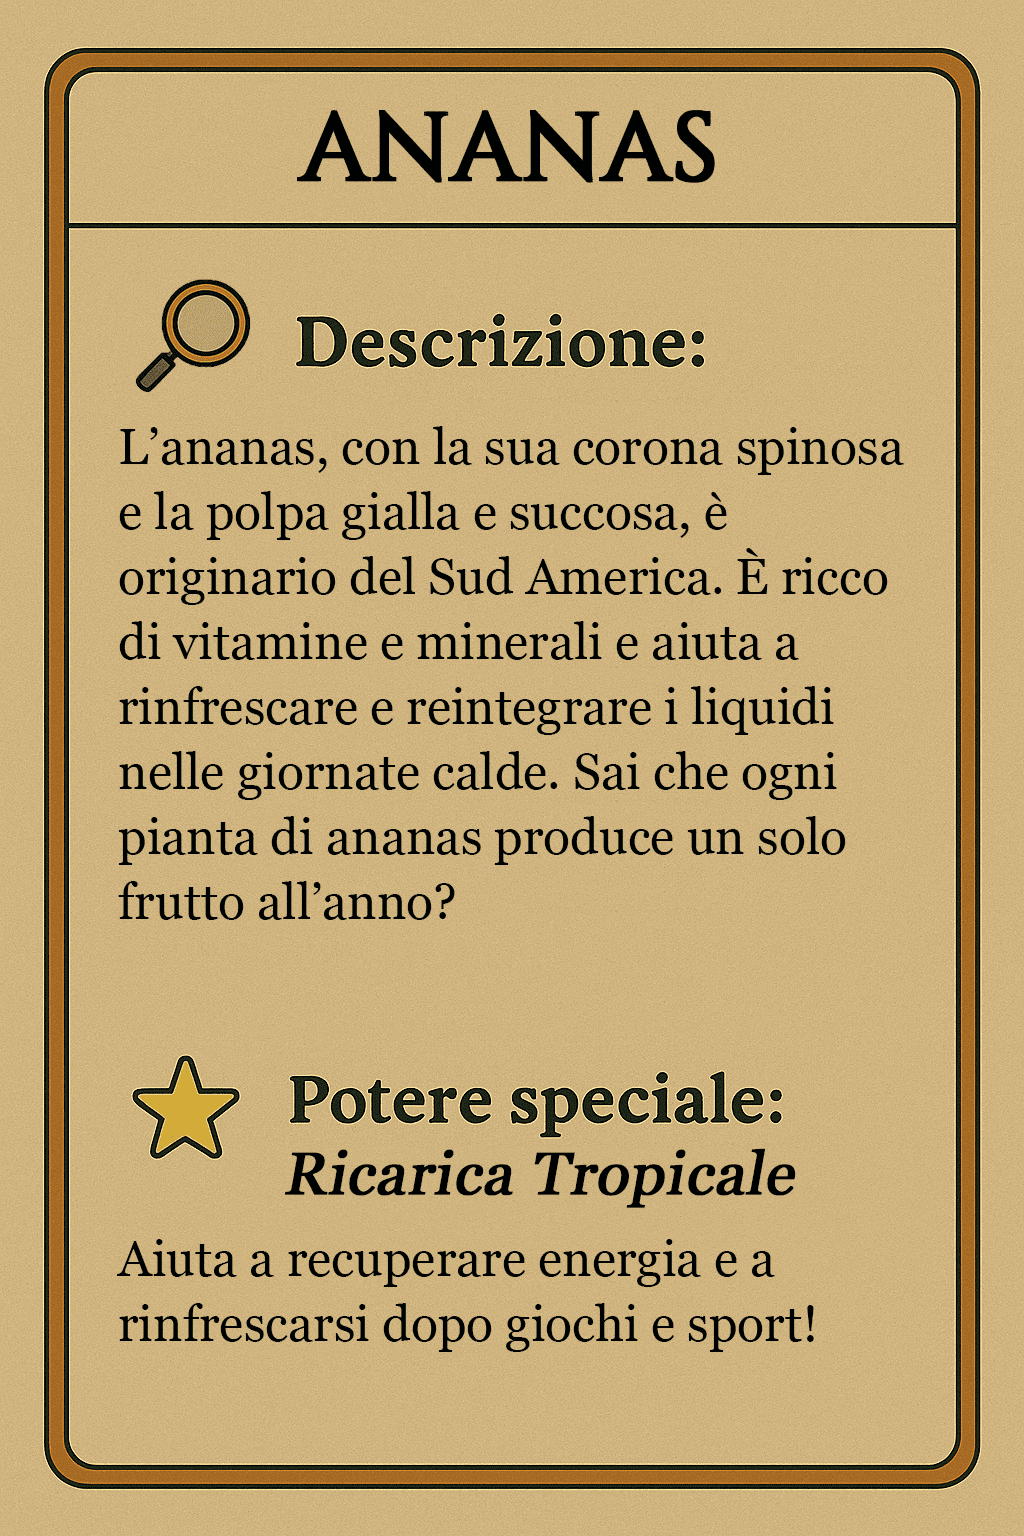 ANANAS
Descrizione:
L’ananas, con la sua corona spinosa
e la polpa gialla e succosa, è
originario del Sud America. È ricco
di vitamine e minerali e aiuta a
rinfrescare e reintegrare i liquidi
nelle giornate calde. Sai che ogni
pianta di ananas produce un solo
frutto all’anno?
Potere speciale:
Ricarica Tropicale
Aiuta a recuperare energia e a
rinfrescarsi dopo giochi e sport!